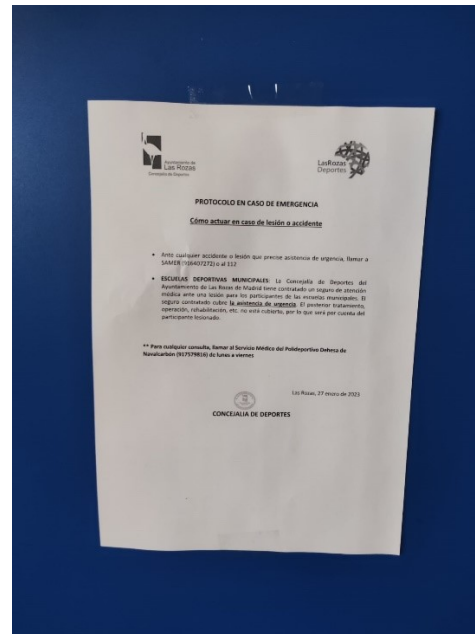 Ayuntamiento de
Las Rozas
Concejalía de Deportes
LasRozas
Deportes
PROTOCOLO EN CASO DE EMERGENCIA
Cómo actuar en caso de lesión o accidente
• Ante cualquier accidente o lesión que precise asistencia de urgencia, llamar a
SAMER (916407272) o al 112
• ESCUELAS DEPORTIVAS MUNICIPALES: La Concejalía de Deportes del
Ayuntamiento de Las Rozas de Madrid tiene contratado un seguro de atención
médica ante una lesión para los participantes de las escuelas municipales. El
seguro contratado cubre la asistencia de urgencia. El posterior tratamiento,
operación, rehabilitación, etc. no está cubierto, por lo que será por cuenta del
participante lesionado.
** Para cualquier consulta, llamar al Servicio Médico del Polideportivo Dehesa de
Navalcarbón (917579816) de lunes a viernes
Las Rozas, 27 enero de 2023
CONCEJALIA DE DEPORTES